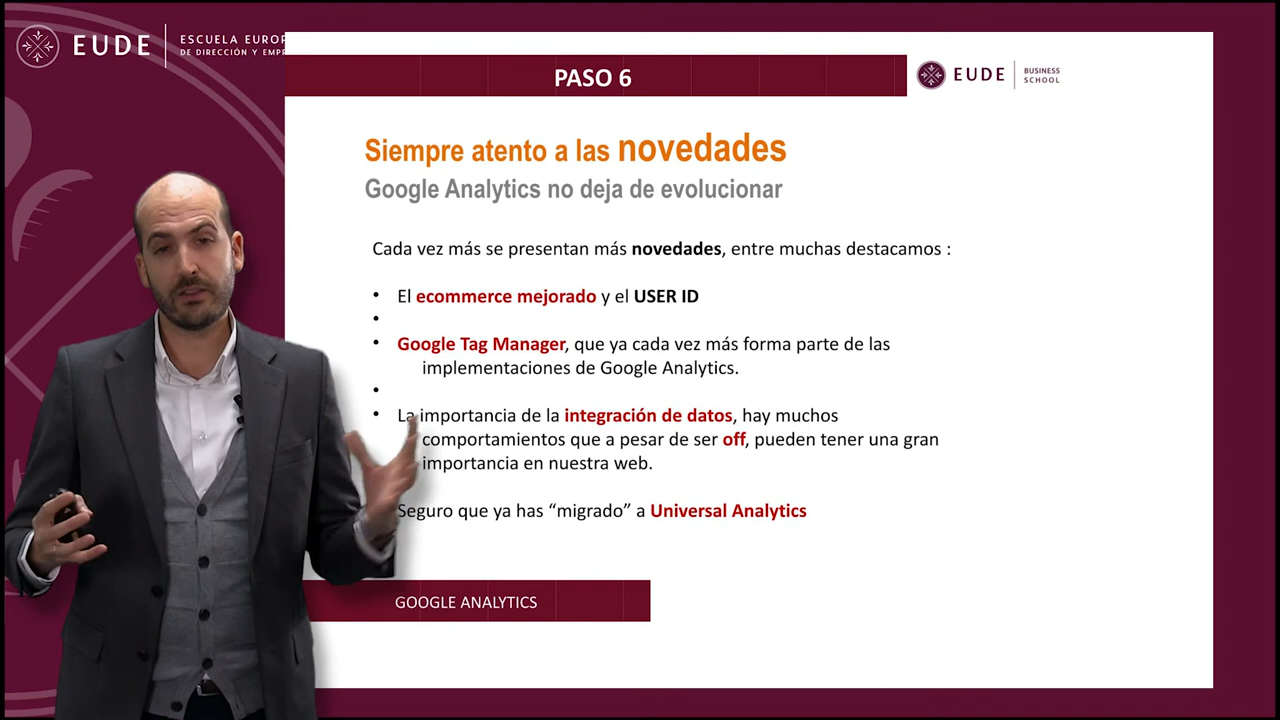 EUDE
ESCUELA EUROP
DE DIRECCIÓN Y EMPR
PASO 6
EUDE
BUSINESS
SCHOOL
Siempre atento a las novedades
Google Analytics no deja de evolucionar
Cada vez más se presentan más novedades, entre muchas destacamos :
• El ecommerce mejorado y el USER ID
•
• Google Tag Manager, que ya cada vez más forma parte de las
implementaciones de Google Analytics.
•
• La importancia de la integración de datos, hay muchos
comportamientos que a pesar de ser off, pueden tener una gran
importancia en nuestra web.
Seguro que ya has “migrado” a Universal Analytics
GOOGLE ANALYTICS